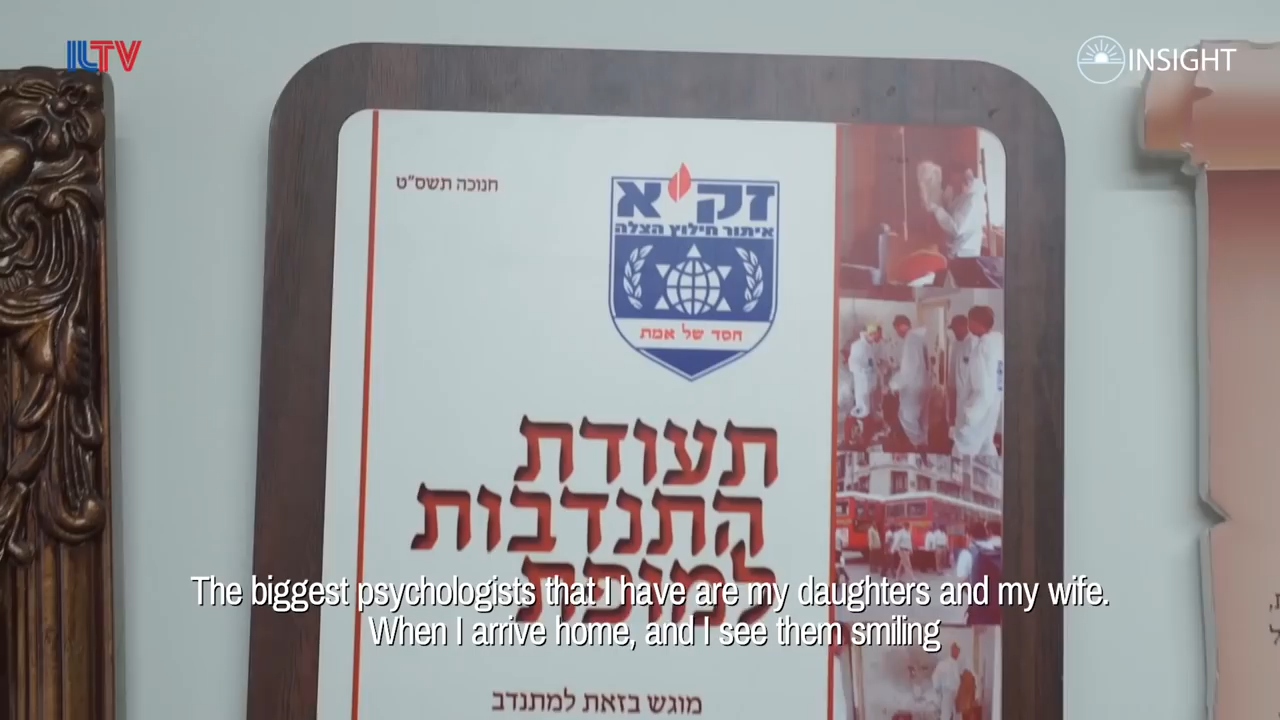 ILTV
INSIGHT
חנוכה תשס"ט
זק"א
איתור חילוץ הצלה
חסד של אמת
תעודת
התנדבות
The biggest psychologists that I have are my daughters and my wife.
When I arrive home, and I see them smiling
מוגש בזאת למתנדב